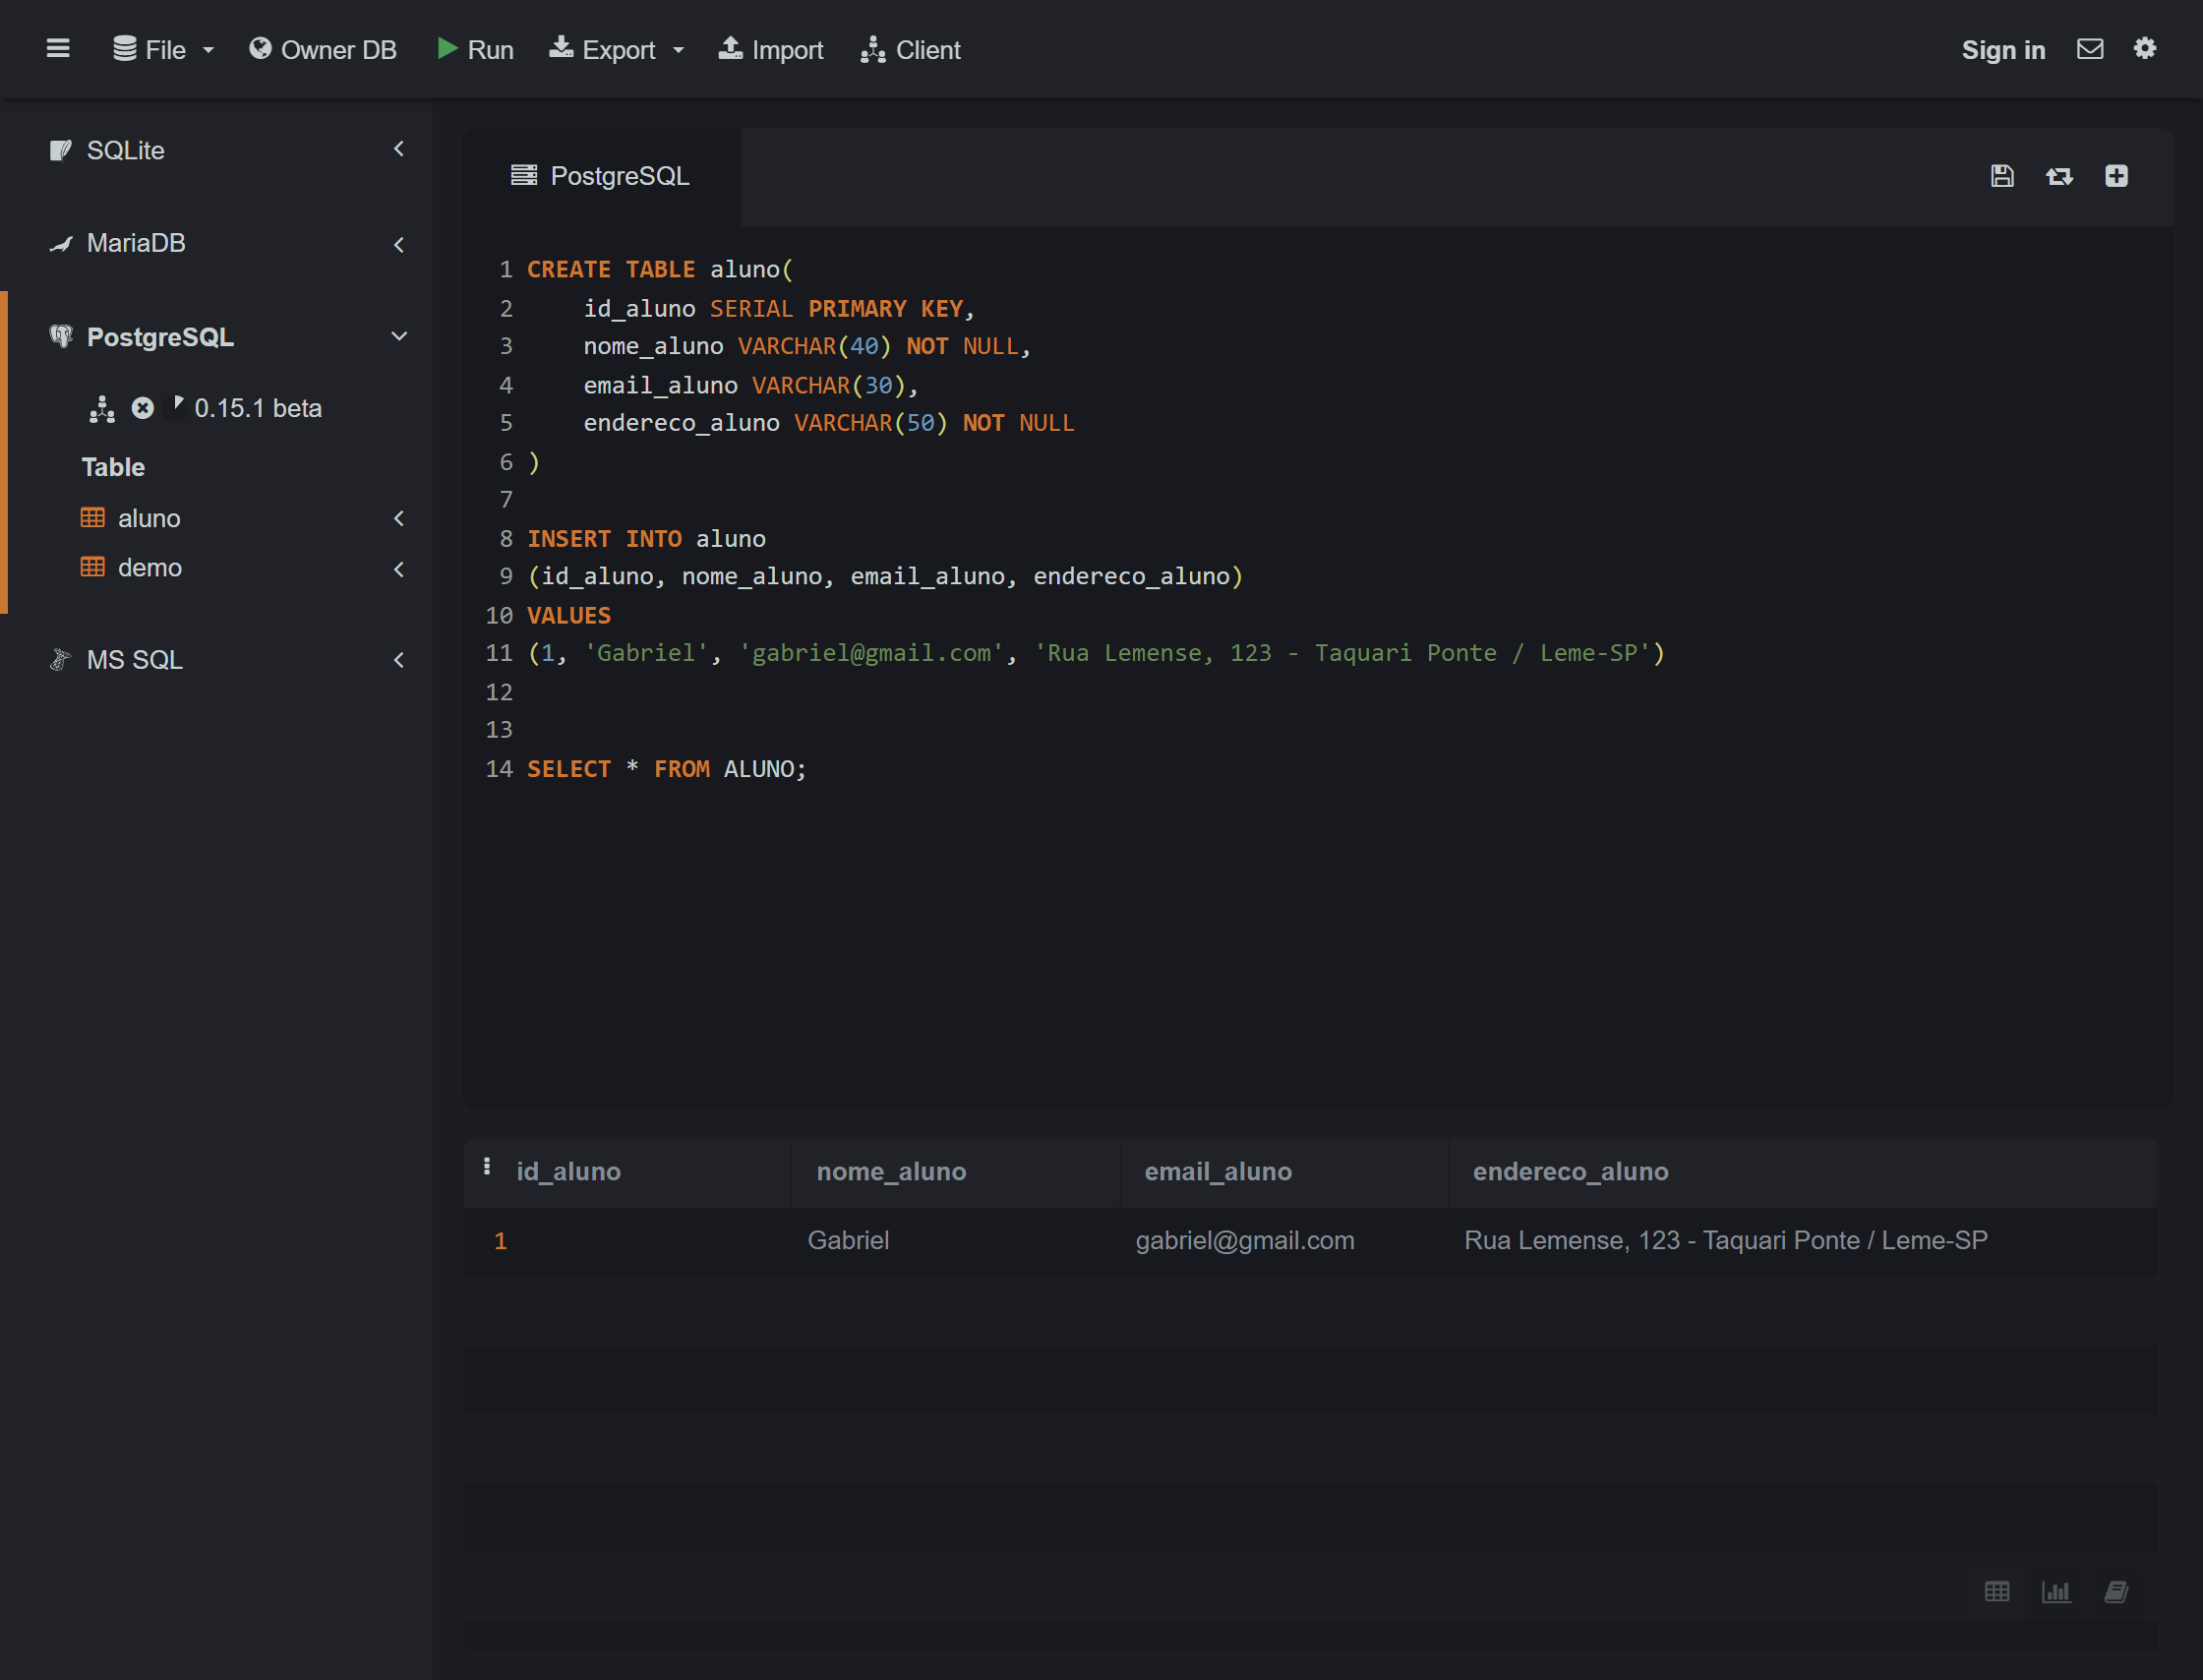 File Owner DB Run Export Import Client Sign in
SQLite
MariaDB
PostgreSQL
0.15.1 beta
Table
aluno
demo
MS SQL
PostgreSQL
1 CREATE TABLE aluno(
2     id_aluno SERIAL PRIMARY KEY,
3     nome_aluno VARCHAR(40) NOT NULL,
4     email_aluno VARCHAR(30),
5     endereco_aluno VARCHAR(50) NOT NULL
6 )
7
8 INSERT INTO aluno
9 (id_aluno, nome_aluno, email_aluno, endereco_aluno)
10 VALUES
11 (1, 'Gabriel', 'gabriel@gmail.com', 'Rua Lemense, 123 - Taquari Ponte / Leme-SP')
12
13
14 SELECT * FROM ALUNO;
id_aluno nome_aluno email_aluno endereco_aluno
1 Gabriel gabriel@gmail.com Rua Lemense, 123 - Taquari Ponte / Leme-SP